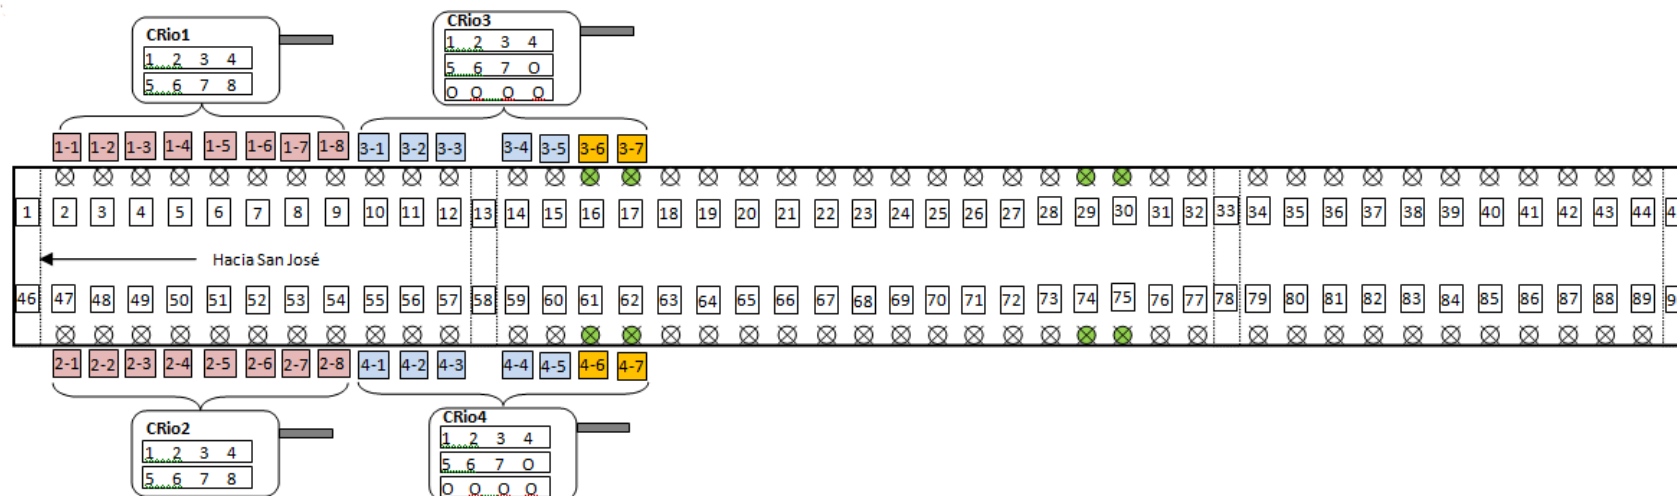 CRio1
1 2 3 4
5 6 7 8
CRio3
1 2 3 4
5 6 7 O
O O O O
1-1 1-2 1-3 1-4 1-5 1-6 1-7 1-8 3-1 3-2 3-3 3-4 3-5 3-6 3-7
1 2 3 4 5 6 7 8 9 10 11 12 13 14 15 16 17 18 19 20 21 22 23 24 25 26 27 28 29 30 31 32 33 34 35 36 37 38 39 40 41 42 43 44
Hacia San José
46 47 48 49 50 51 52 53 54 55 56 57 58 59 60 61 62 63 64 65 66 67 68 69 70 71 72 73 74 75 76 77 78 79 80 81 82 83 84 85 86 87 88 89
2-1 2-2 2-3 2-4 2-5 2-6 2-7 2-8 4-1 4-2 4-3 4-4 4-5 4-6 4-7
CRio2
1 2 3 4
5 6 7 8
CRio4
1 2 3 4
5 6 7 O
O O O O